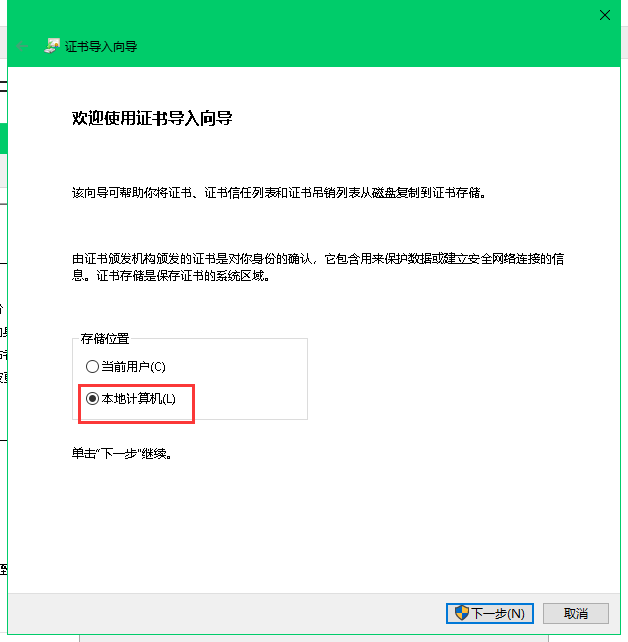 证书导入向导
欢迎使用证书导入向导
该向导可帮助你将证书、证书信任列表和证书吊销列表从磁盘复制到证书存储。
由证书颁发机构颁发的证书是对你身份的确认，它包含用来保护数据或建立安全网络连接的信
息。证书存储是保存证书的系统区域。
存储位置
当前用户(C)
本地计算机(L)
单击"下一步"继续。
下一步(N)
取消